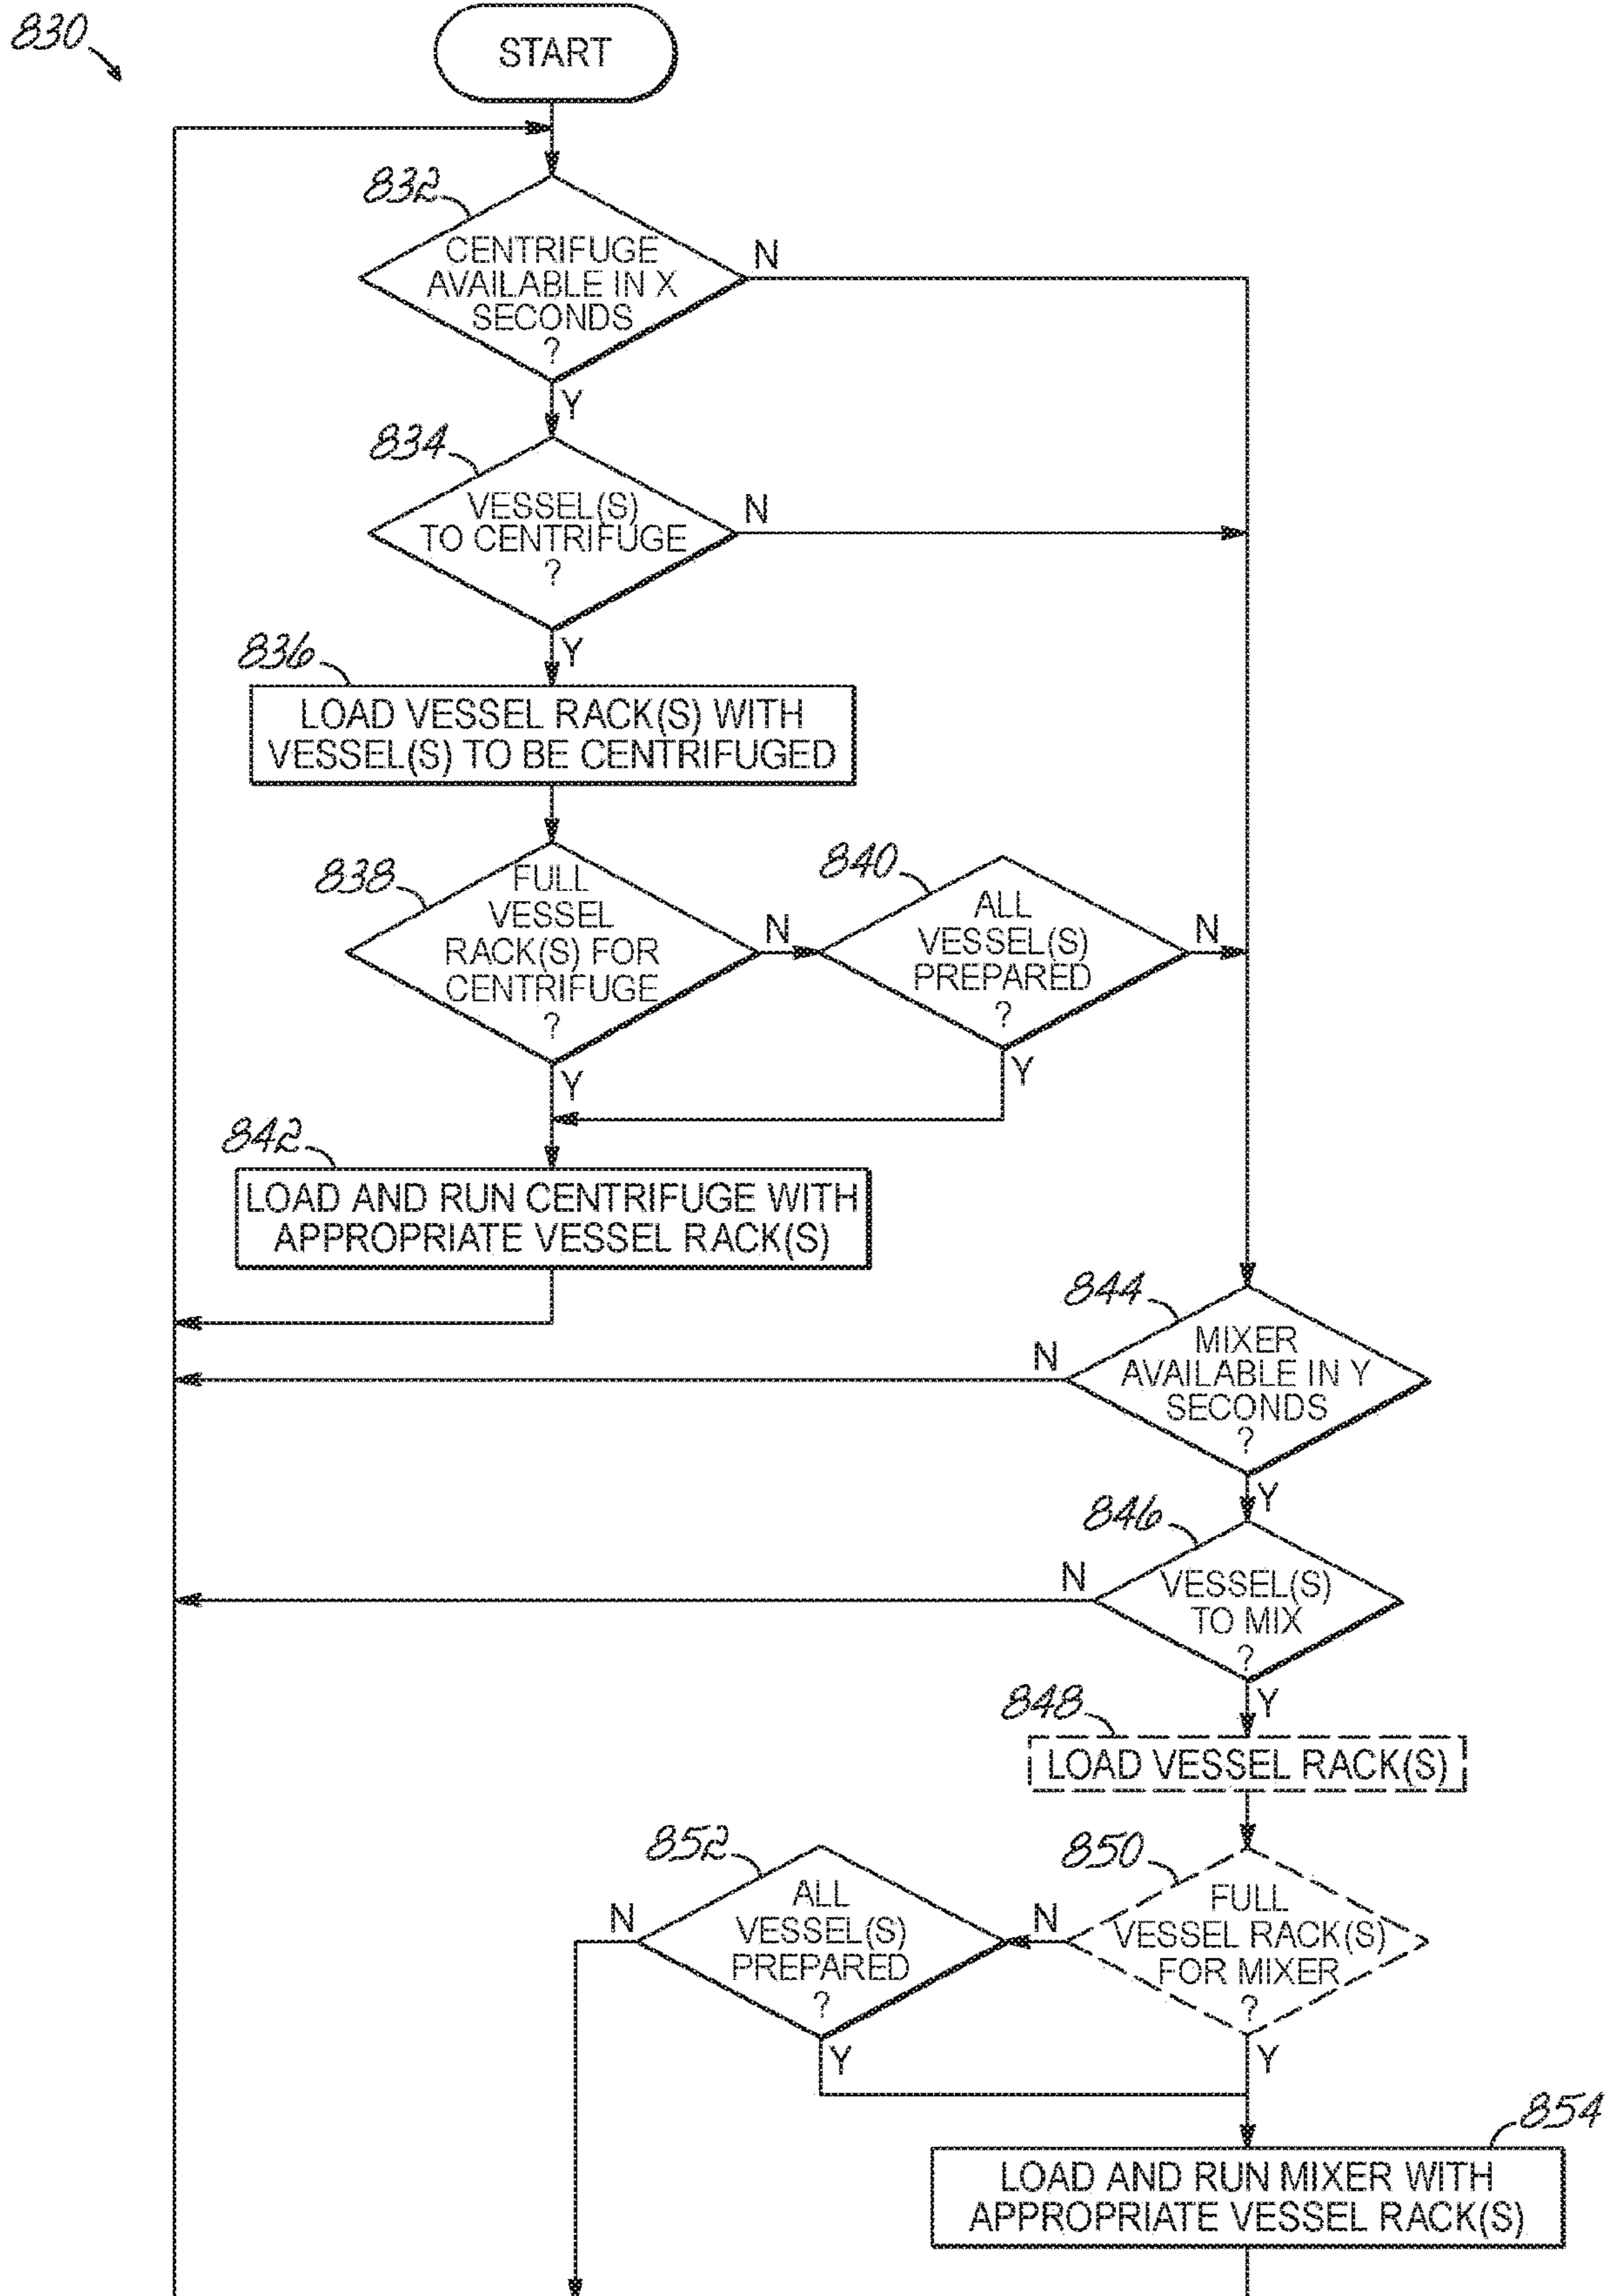 830
START
832
CENTRIFUGE
AVAILABLE IN X
SECONDS
?
N
Y
834
VESSEL(S)
TO CENTRIFUGE
?
N
Y
836
LOAD VESSEL RACK(S) WITH
VESSEL(S) TO BE CENTRIFUGED
838
FULL
VESSEL
RACK(S) FOR
CENTRIFUGE
?
N
Y
840
ALL
VESSEL(S)
PREPARED
?
N
Y
842
LOAD AND RUN CENTRIFUGE WITH
APPROPRIATE VESSEL RACK(S)
844
MIXER
AVAILABLE IN Y
SECONDS
?
N
Y
846
VESSEL(S)
TO MIX
?
N
Y
848
LOAD VESSEL RACK(S)
850
FULL
VESSEL RACK(S)
FOR MIXER
?
N
Y
852
ALL
VESSEL(S)
PREPARED
?
N
Y
854
LOAD AND RUN MIXER WITH
APPROPRIATE VESSEL RACK(S)